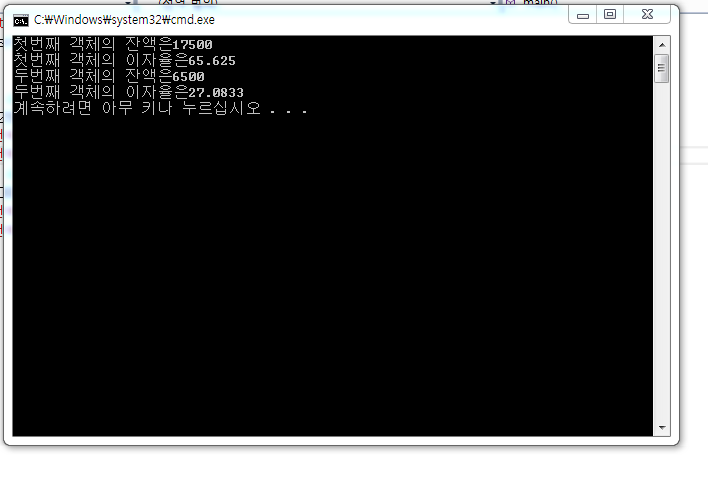 C:₩Windows₩system32₩cmd.exe
첫번째 객체의 잔액은17500
첫번째 객체의 이자율은65.625
두번째 객체의 잔액은6500
두번째 객체의 이자율은27.0833
계속하려면 아무 키나 누르십시오 . . .